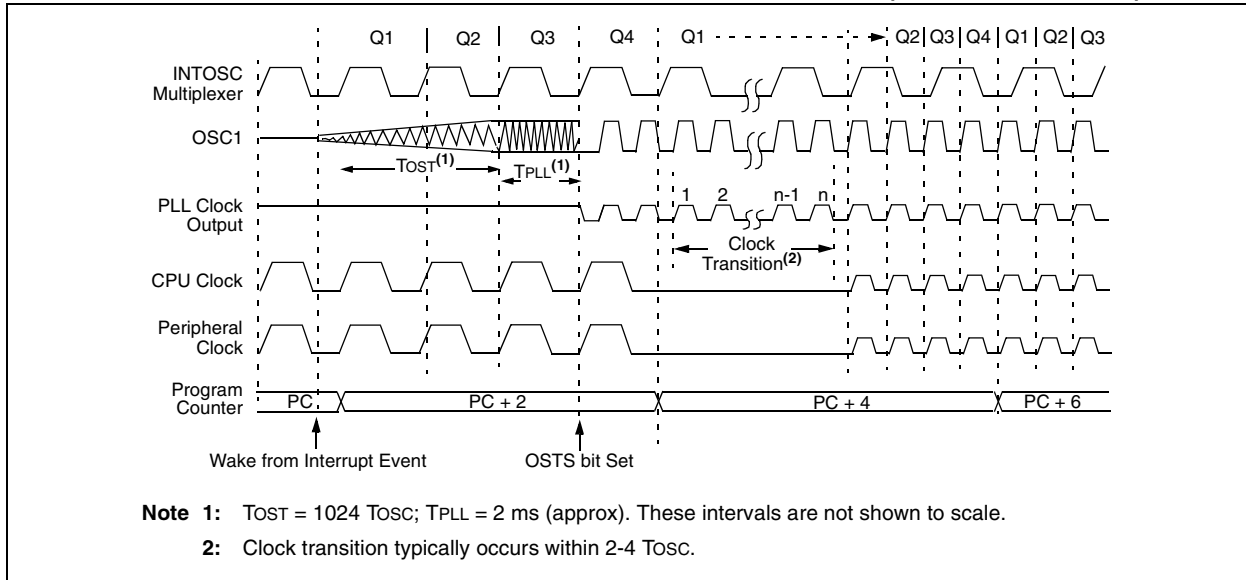 Q1 Q2 Q3 Q4 Q1 Q2 Q3 Q4 Q1 Q2 Q3
INTOSC
Multiplexer
OSC1
TOST(1)
TPLL(1)
1 2 n-1 n
PLL Clock
Output
Clock
Transition(2)
CPU Clock
Peripheral
Clock
Program
Counter
PC PC + 2 PC + 4 PC + 6
Wake from Interrupt Event OSTS bit Set
Note 1: TOST = 1024 TOSC; TPLL = 2 ms (approx). These intervals are not shown to scale.
2: Clock transition typically occurs within 2-4 TOSC.